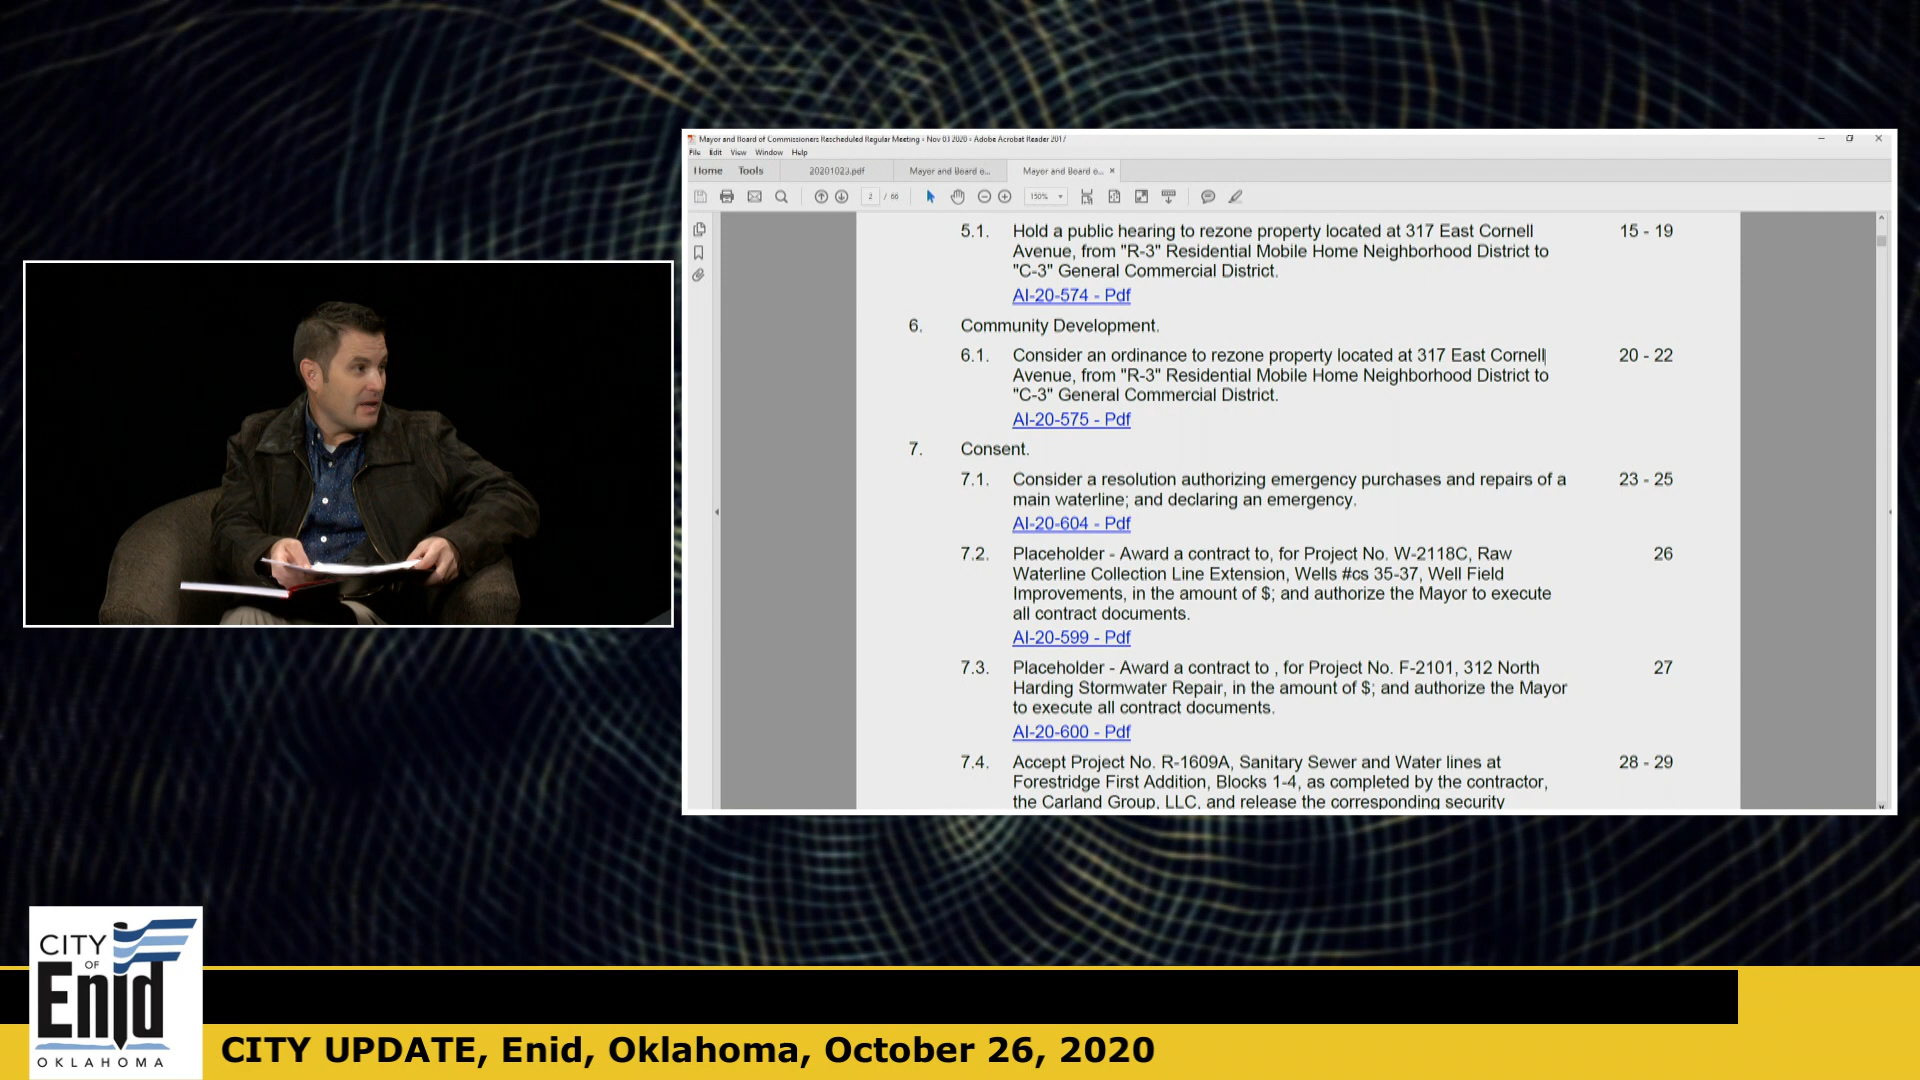 Mayor and Board of Commissioners Rescheduled Regular Meeting - Nov 03 2020 - Adobe Acrobat Reader 2017
File Edit View Window Help
Home Tools 20201023.pdf Mayor and Board o... Mayor and Board o... ×
2 / 66 150%
5.1. Hold a public hearing to rezone property located at 317 East Cornell 15 - 19
Avenue, from "R-3" Residential Mobile Home Neighborhood District to
"C-3" General Commercial District.
AI-20-574 - Pdf
6. Community Development.
6.1. Consider an ordinance to rezone property located at 317 East Cornell 20 - 22
Avenue, from "R-3" Residential Mobile Home Neighborhood District to
"C-3" General Commercial District.
AI-20-575 - Pdf
7. Consent.
7.1. Consider a resolution authorizing emergency purchases and repairs of a 23 - 25
main waterline; and declaring an emergency.
AI-20-604 - Pdf
7.2. Placeholder - Award a contract to, for Project No. W-2118C, Raw 26
Waterline Collection Line Extension, Wells #cs 35-37, Well Field
Improvements, in the amount of $; and authorize the Mayor to execute
all contract documents.
AI-20-599 - Pdf
7.3. Placeholder - Award a contract to , for Project No. F-2101, 312 North 27
Harding Stormwater Repair, in the amount of $; and authorize the Mayor
to execute all contract documents.
AI-20-600 - Pdf
7.4. Accept Project No. R-1609A, Sanitary Sewer and Water lines at 28 - 29
Forestridge First Addition, Blocks 1-4, as completed by the contractor,
the Carland Group, LLC, and release the corresponding security
CITY
OF
Enid
OKLAHOMA
CITY UPDATE, Enid, Oklahoma, October 26, 2020